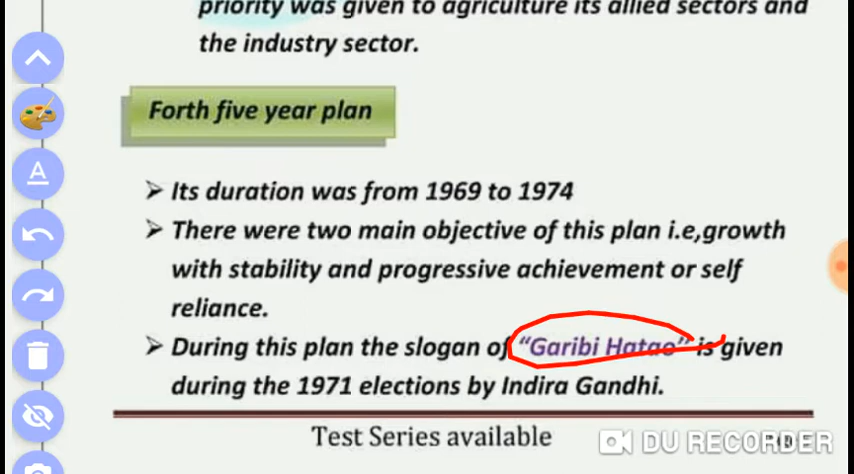 priority was given to agriculture its allied sectors and
the industry sector.
Forth five year plan
➢ Its duration was from 1969 to 1974
➢ There were two main objective of this plan i.e,growth
with stability and progressive achievement or self
reliance.
➢ During this plan the slogan of "Garibi Hatao" is given
during the 1971 elections by Indira Gandhi.
Test Series available
DU RECORDER
A